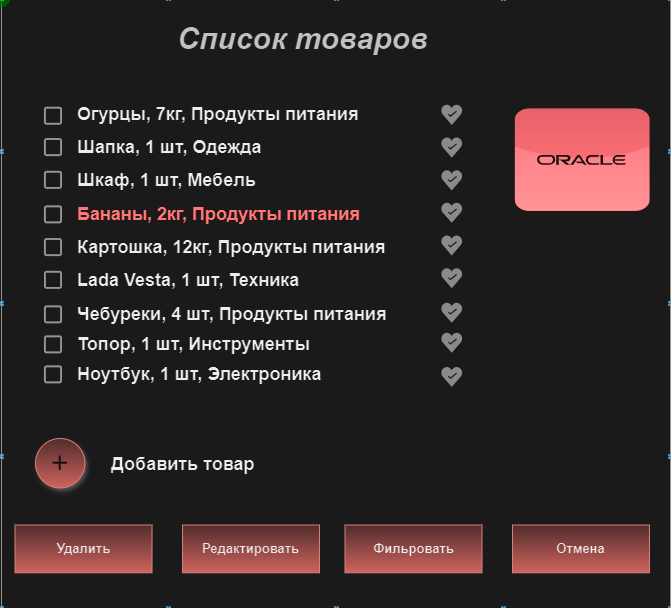 Список товаров
Огурцы, 7кг, Продукты питания
Шапка, 1 шт, Одежда
ORACLE
Шкаф, 1 шт, Мебель
Бананы, 2кг, Продукты питания
Картошка, 12кг, Продукты питания
Lada Vesta, 1 шт, Техника
Чебуреки, 4 шт, Продукты питания
Топор, 1 шт, Инструменты
Ноутбук, 1 шт, Электроника
+ Добавить товар
Удалить Редактировать Фильровать Отмена